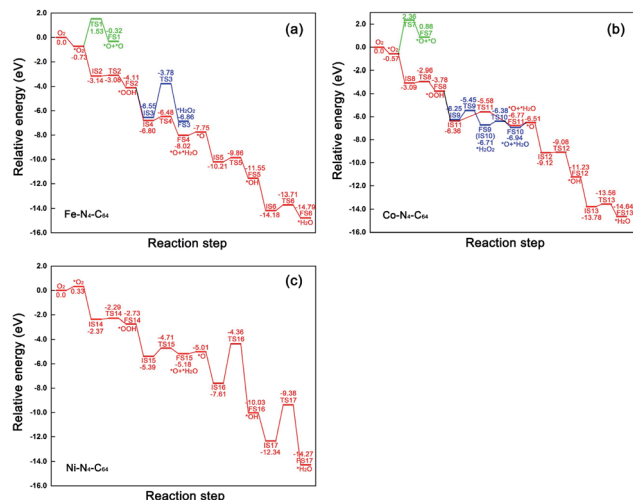 (a)
Relative energy (eV)
2.0
0.0
-2.0
-4.0
-6.0
-8.0
-10.0
-12.0
-14.0
-16.0
O₂
0.0
*O₂
-0.73
TS1
1.53
-0.32
FS1
*O+*O
IS2
-3.14
TS2
-3.08
-4.11
FS2
*OOH
-6.55
IS3
IS4
-6.80
-3.78
TS3
-6.48
TS4
*H₂O₂
-6.86
FS3
FS4
-8.02
*O+*H₂O
-7.75
*O
IS5
-10.21
-9.86
TS5
-11.55
FS5
*OH
IS6
-14.18
-13.71
TS6
-14.79
FS6
*H₂O
Fe-N₄-C₆₄
Reaction step
(b)
Relative energy (eV)
2.0
0.0
-2.0
-4.0
-6.0
-8.0
-10.0
-12.0
-14.0
-16.0
O₂
0.0
*O₂
-0.57
2.36
TS7
0.86
FS7
*O+*O
IS8
-3.09
-2.96
TS8
-3.78
FS8
*OOH
-6.25
IS9
IS11
-6.36
-5.45
TS9
-5.58
TS11
FS9
(IS10)
-6.71
*H₂O₂
-6.38
TS10
*O+*H₂O
-6.77
FS11
FS10
-6.94
*O+*H₂O
-6.51
*O
IS12
-9.12
-9.08
TS12
-11.23
FS12
*OH
IS13
-13.78
-13.56
TS13
-14.64
FS13
*H₂O
Co-N₄-C₆₄
Reaction step
(c)
Relative energy (eV)
2.0
0.0
-2.0
-4.0
-6.0
-8.0
-10.0
-12.0
-14.0
O₂
0.0
*O₂
0.33
IS14
-2.37
-2.29
TS14
-2.73
FS14
*OOH
IS15
-5.39
-4.71
TS15
FS15
-5.18
*O+*H₂O
-5.01
*O
IS16
-7.61
-4.36
TS16
-10.03
FS16
*OH
IS17
-12.34
-9.38
TS17
-14.27
FS17
*H₂O
Ni-N₄-C₆₄
Reaction step